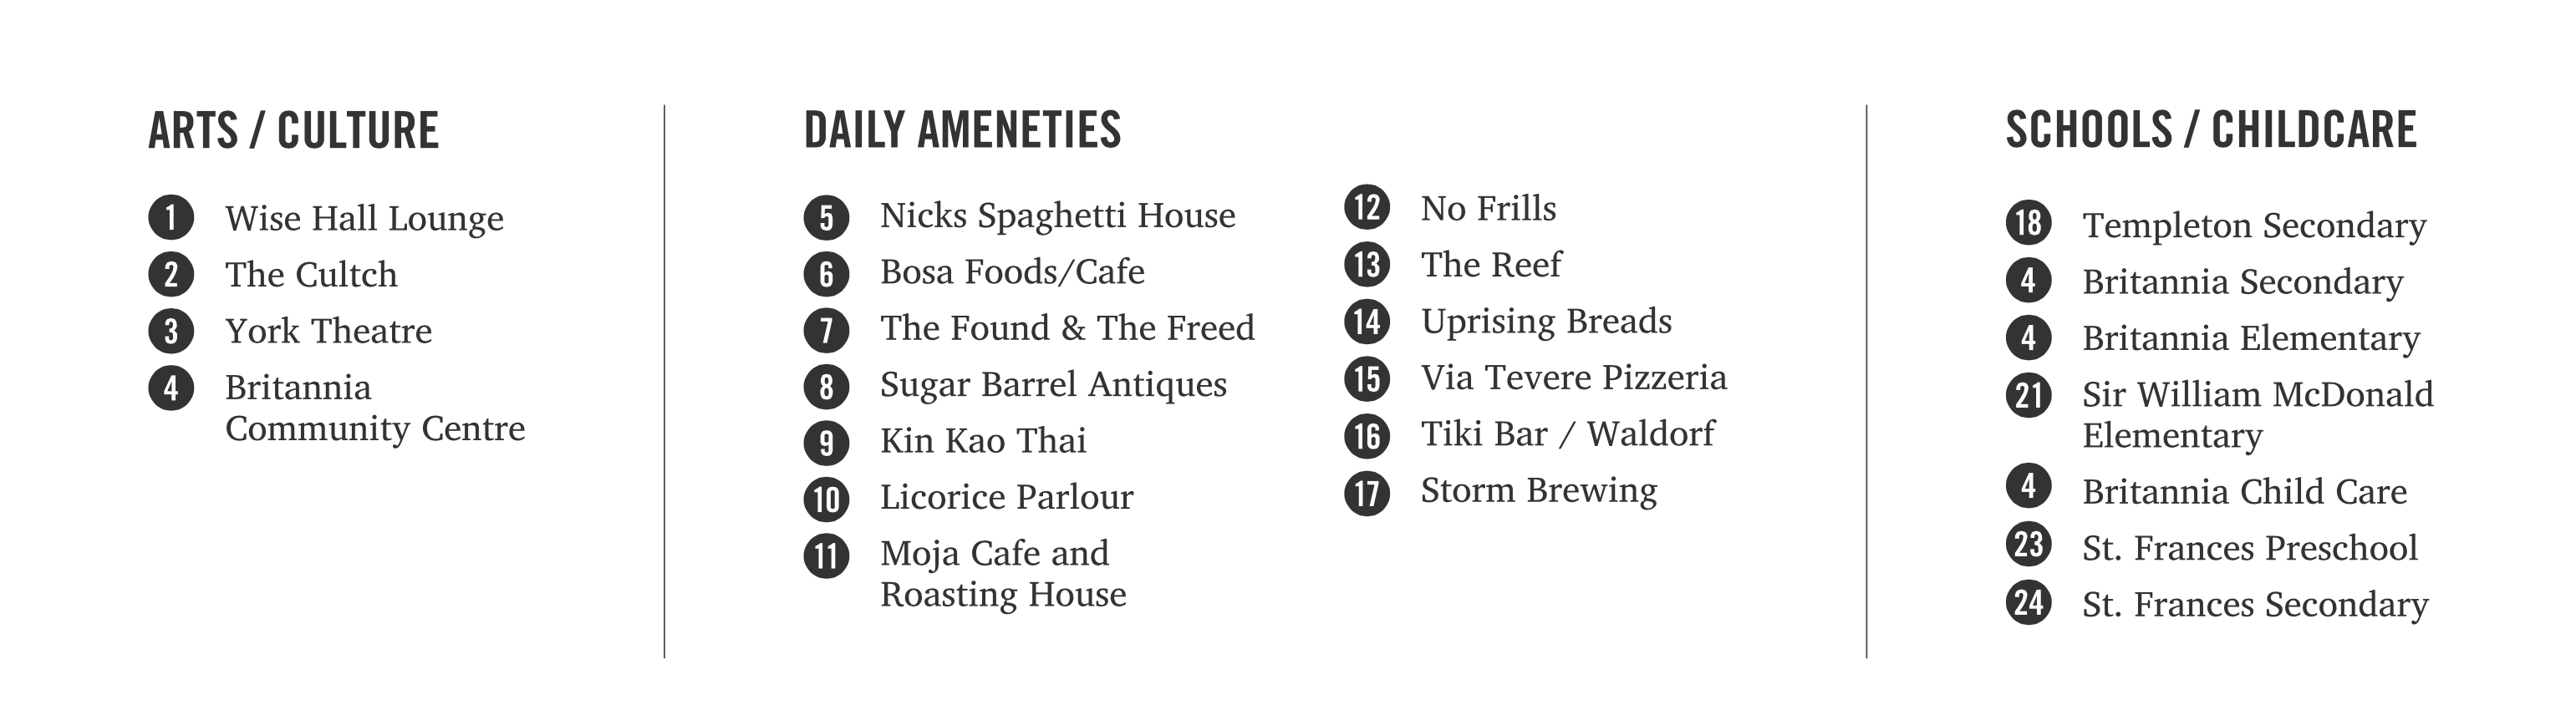 ARTS / CULTURE
1 Wise Hall Lounge
2 The Cultch
3 York Theatre
4 Britannia
Community Centre
DAILY AMENETIES
5 Nicks Spaghetti House
6 Bosa Foods/Cafe
7 The Found & The Freed
8 Sugar Barrel Antiques
9 Kin Kao Thai
10 Licorice Parlour
11 Moja Cafe and
Roasting House
12 No Frills
13 The Reef
14 Uprising Breads
15 Via Tevere Pizzeria
16 Tiki Bar / Waldorf
17 Storm Brewing
SCHOOLS / CHILDCARE
18 Templeton Secondary
4 Britannia Secondary
4 Britannia Elementary
21 Sir William McDonald
Elementary
4 Britannia Child Care
23 St. Frances Preschool
24 St. Frances Secondary